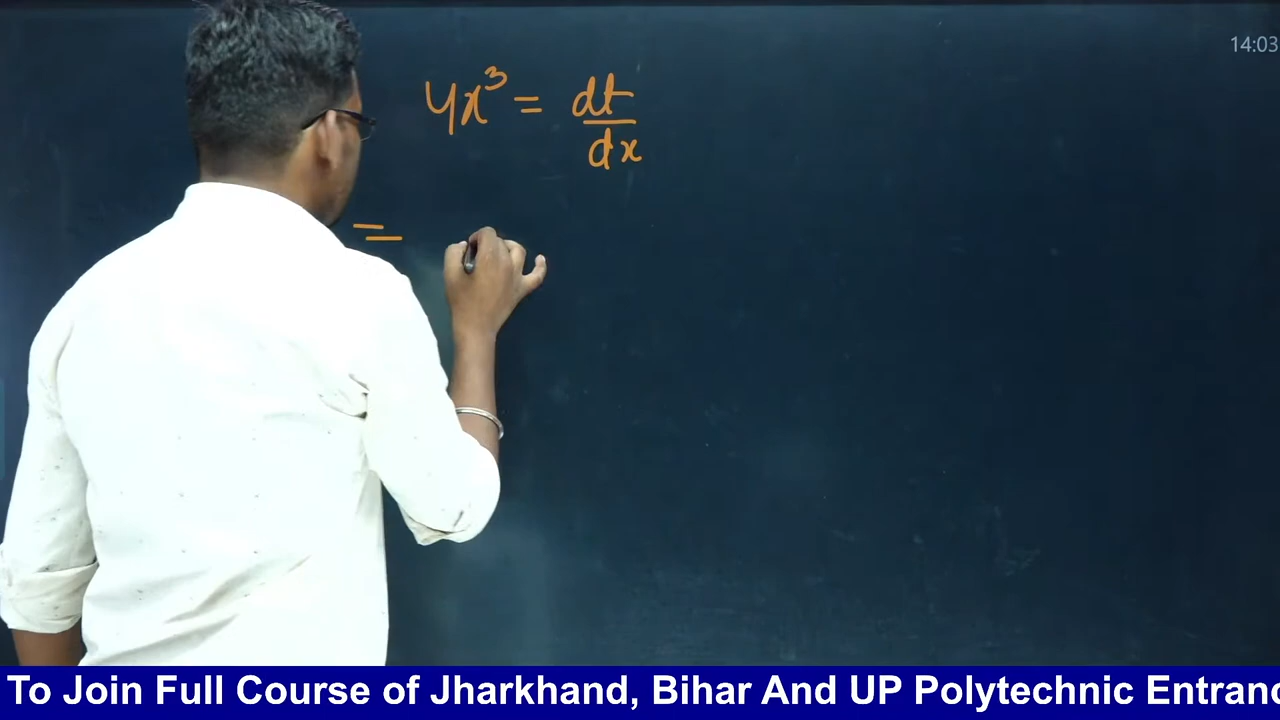 14:03
4x³ = dt/dx
=
To Join Full Course of Jharkhand, Bihar And UP Polytechnic Entranc